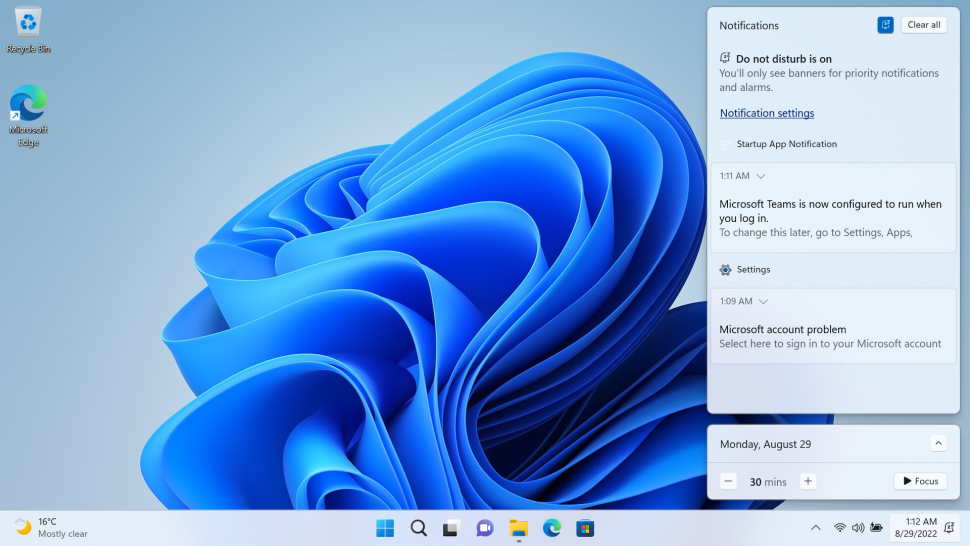 Recycle Bin
Microsoft
Edge
Notifications
Clear all
Do not disturb is on
You'll only see banners for priority notifications
and alarms.
Notification settings
Startup App Notification
1:11 AM
Microsoft Teams is now configured to run when
you log in.
To change this later, go to Settings, Apps,
Settings
1:09 AM
Microsoft account problem
Select here to sign in to your Microsoft account
Monday, August 29
30 mins
Focus
16°C
Mostly clear
1:12 AM
8/29/2022